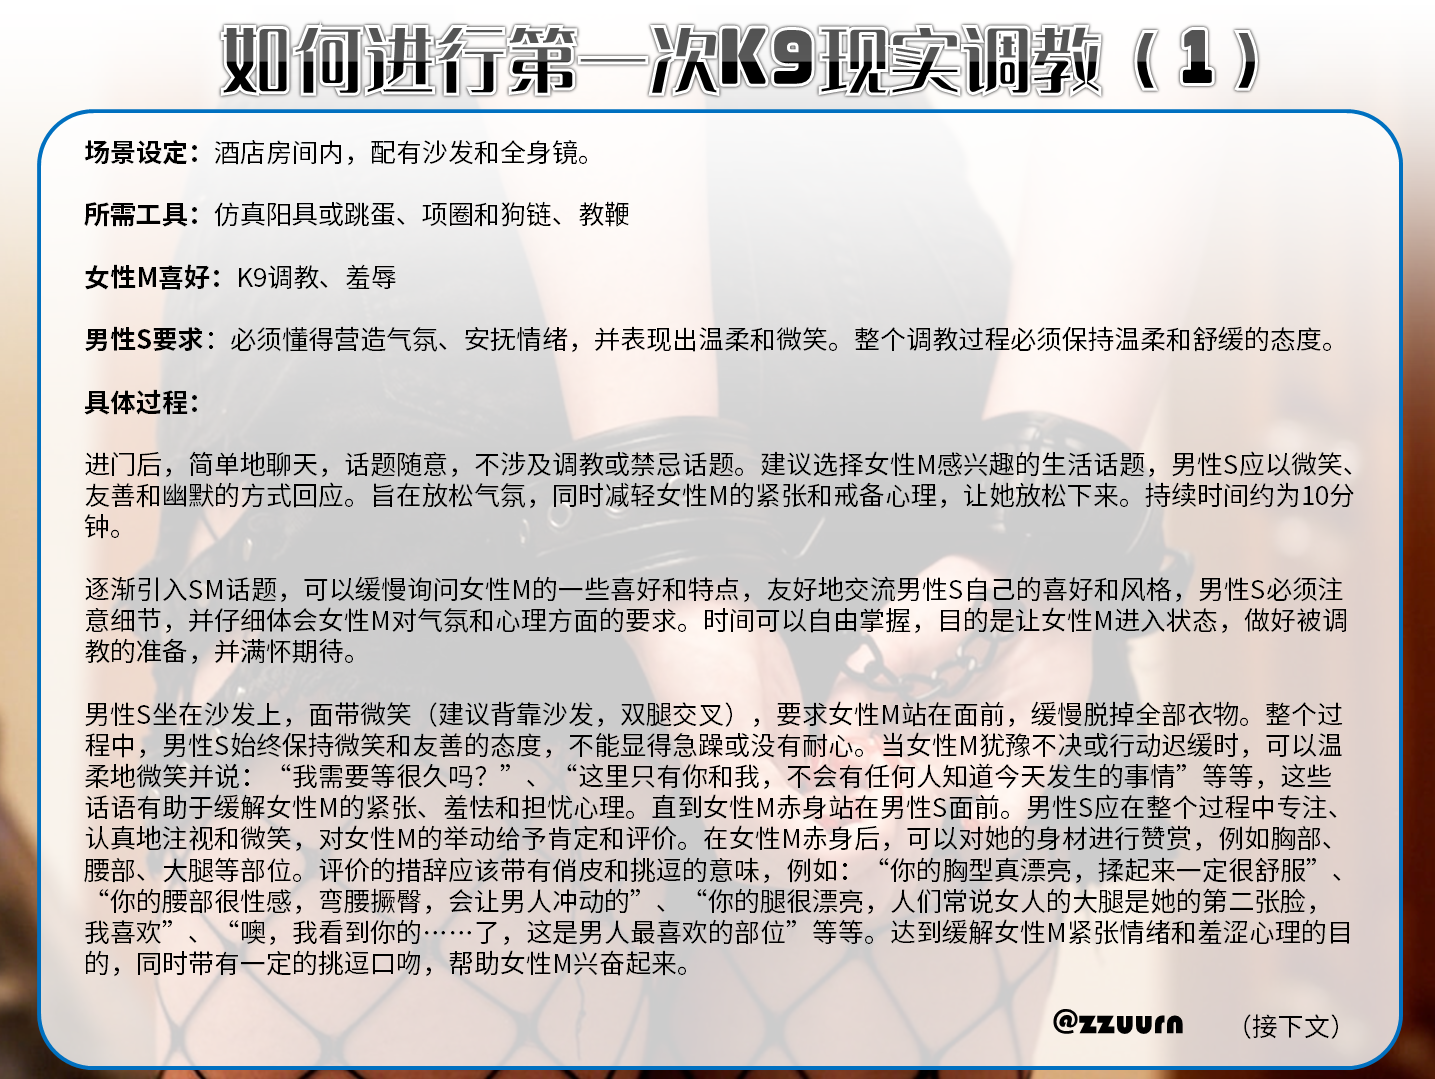 如何进行第一次K9现实调教（1）
场景设定：酒店房间内，配有沙发和全身镜。
所需工具：仿真阳具或跳蛋、项圈和狗链、教鞭
女性M喜好：K9调教、羞辱
男性S要求：必须懂得营造气氛、安抚情绪，并表现出温柔和微笑。整个调教过程必须保持温柔和舒缓的态度。
具体过程：
进门后，简单地聊天，话题随意，不涉及调教或禁忌话题。建议选择女性M感兴趣的生活话题，男性S应以微笑、
友善和幽默的方式回应。旨在放松气氛，同时减轻女性M的紧张和戒备心理，让她放松下来。持续时间约为10分
钟。
逐渐引入SM话题，可以缓慢询问女性M的一些喜好和特点，友好地交流男性S自己的喜好和风格，男性S必须注
意细节，并仔细体会女性M对气氛和心理方面的要求。时间可以自由掌握，目的是让女性M进入状态，做好被调
教的准备，并满怀期待。
男性S坐在沙发上，面带微笑（建议背靠沙发，双腿交叉），要求女性M站在面前，缓慢脱掉全部衣物。整个过
程中，男性S始终保持微笑和友善的态度，不能显得急躁或没有耐心。当女性M犹豫不决或行动迟缓时，可以温
柔地微笑并说：“我需要等很久吗？”、“这里只有你和我，不会有任何人知道今天发生的事情”等等，这些
话语有助于缓解女性M的紧张、羞怯和担忧心理。直到女性M赤身站在男性S面前。男性S应在整个过程中专注、
认真地注视和微笑，对女性M的举动给予肯定和评价。在女性M赤身后，可以对她的身材进行赞赏，例如胸部、
腰部、大腿等部位。评价的措辞应该带有俏皮和挑逗的意味，例如：“你的胸型真漂亮，揉起来一定很舒服”、
“你的腰部很性感，弯腰撅臀，会让男人冲动的”、“你的腿很漂亮，人们常说女人的大腿是她的第二张脸，
我喜欢”、“噢，我看到你的……了，这是男人最喜欢的部位”等等。达到缓解女性M紧张情绪和羞涩心理的目
的，同时带有一定的挑逗口吻，帮助女性M兴奋起来。
@zzuurn （接下文）